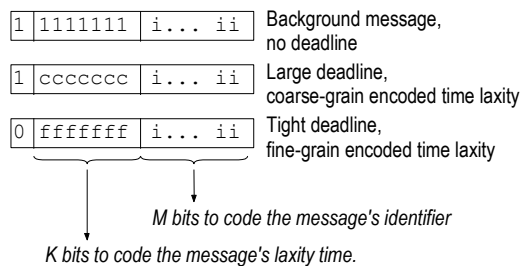 1 1111111 i... ii Background message,
no deadline
1 ccccccc i... ii Large deadline,
coarse-grain encoded time laxity
0 fffffff i... ii Tight deadline,
fine-grain encoded time laxity
M bits to code the message's identifier
K bits to code the message's laxity time.